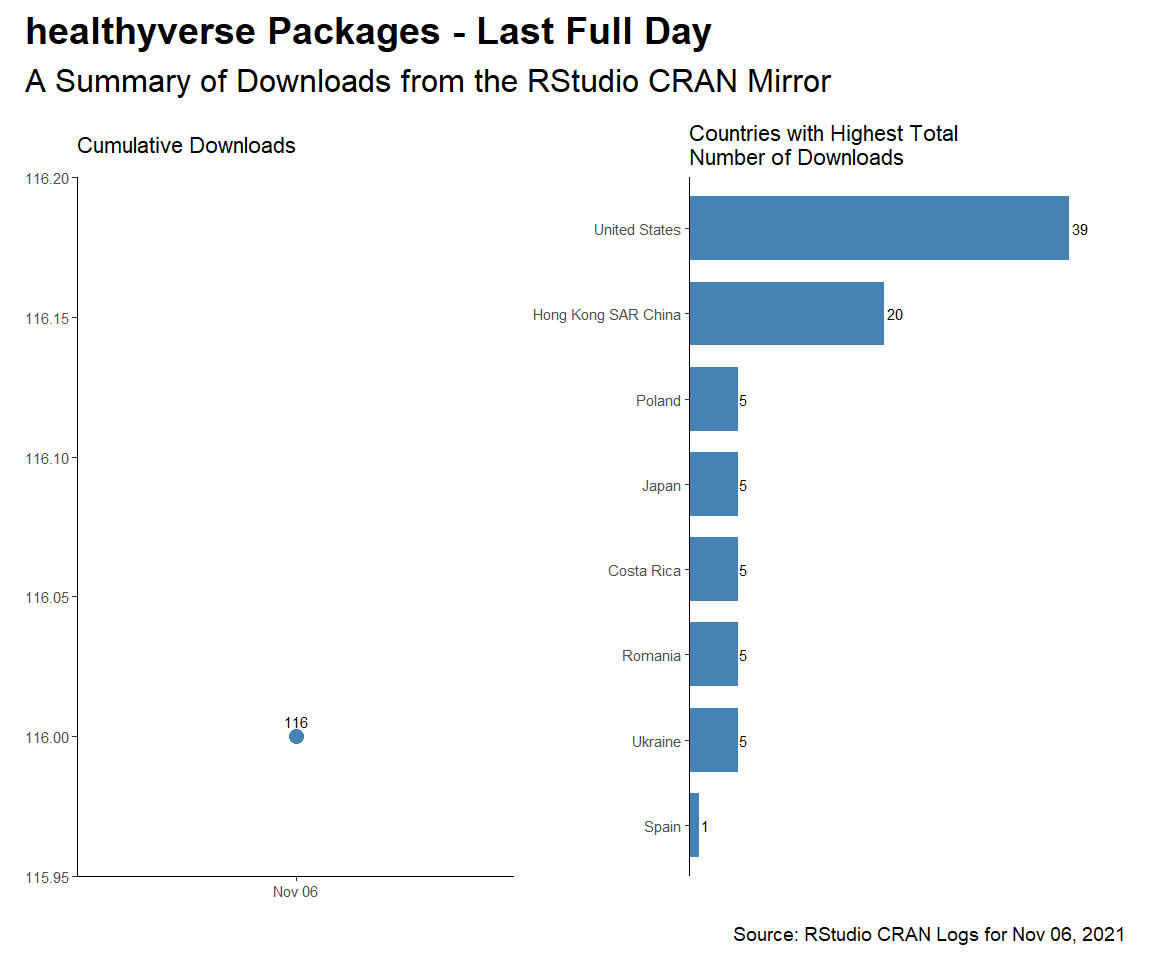 healthyverse Packages - Last Full Day
A Summary of Downloads from the RStudio CRAN Mirror
Cumulative Downloads
116.20
116.15
116.10
116.05
116.00
115.95
116
Nov 06
Countries with Highest Total
Number of Downloads
United States 39
Hong Kong SAR China 20
Poland 5
Japan 5
Costa Rica 5
Romania 5
Ukraine 5
Spain 1
Source: RStudio CRAN Logs for Nov 06, 2021